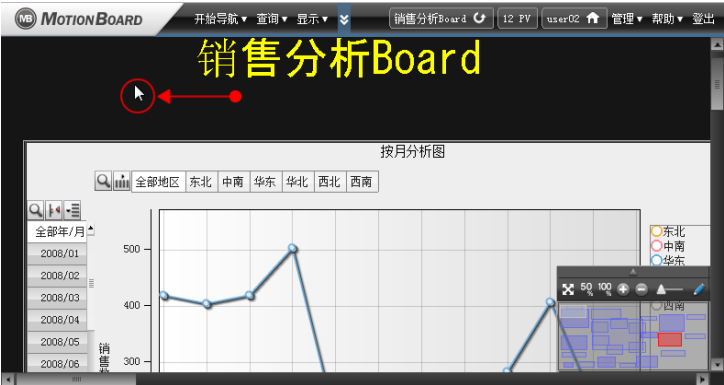 MB MOTIONBOARD 开始导航 查询 显示 销售分析Board 12 PV user02 管理 帮助 登出
销售分析Board
按月分析图
全部地区 东北 中南 华东 华北 西北 西南
全部年/月
2008/01
2008/02
2008/03
2008/04
2008/05
2008/06
500
400
300
销售
东北
中南
华东
西南
50% 100%